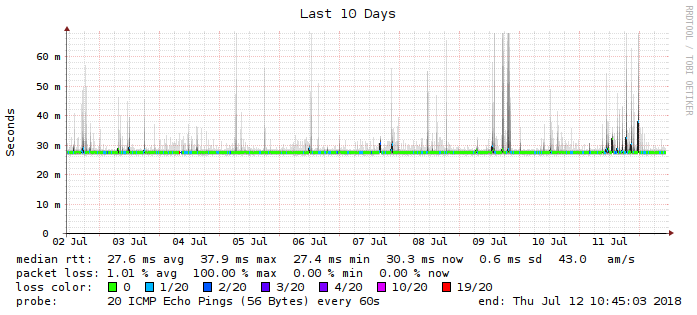 Last 10 Days
RRDTOOL / TOBI OETIKER
Seconds
60 m
50 m
40 m
30 m
20 m
10 m
0
02 Jul 03 Jul 04 Jul 05 Jul 06 Jul 07 Jul 08 Jul 09 Jul 10 Jul 11 Jul
median rtt: 27.6 ms avg 37.9 ms max 27.4 ms min 30.3 ms now 0.6 ms sd 43.0 am/s
packet loss: 1.01 % avg 100.00 % max 0.00 % min 0.00 % now
loss color: 0 1/20 2/20 3/20 4/20 10/20 19/20
probe: 20 ICMP Echo Pings (56 Bytes) every 60s end: Thu Jul 12 10:45:03 2018